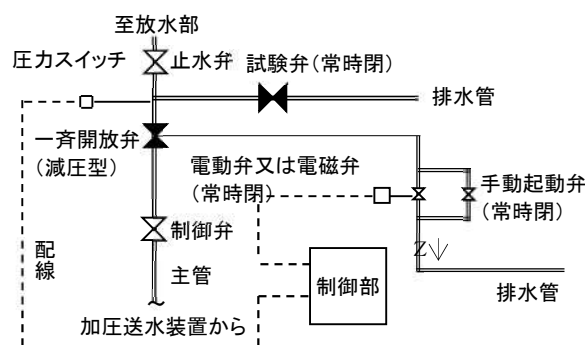 至放水部
圧力スイッチ
止水弁
試験弁(常時閉)
排水管
一斉開放弁
(減圧型)
電動弁又は電磁弁
(常時閉)
手動起動弁
(常時閉)
制御弁
配線
主管
制御部
排水管
加圧送水装置から